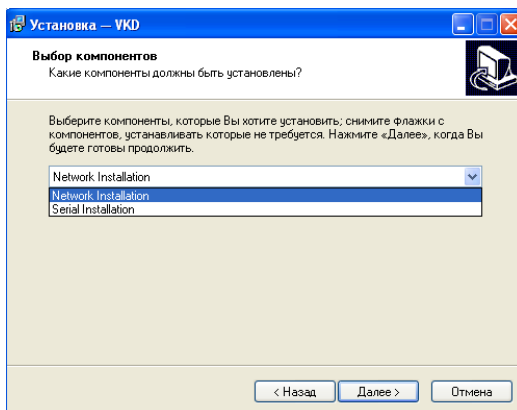 Установка — VKD
Выбор компонентов
Какие компоненты должны быть установлены?
Выберите компоненты, которые Вы хотите установить; снимите флажки с
компонентов, устанавливать которые не требуется. Нажмите «Далее», когда Вы
будете готовы продолжить.
Network Installation
Network Installation
Serial Installation
< Назад Далее > Отмена